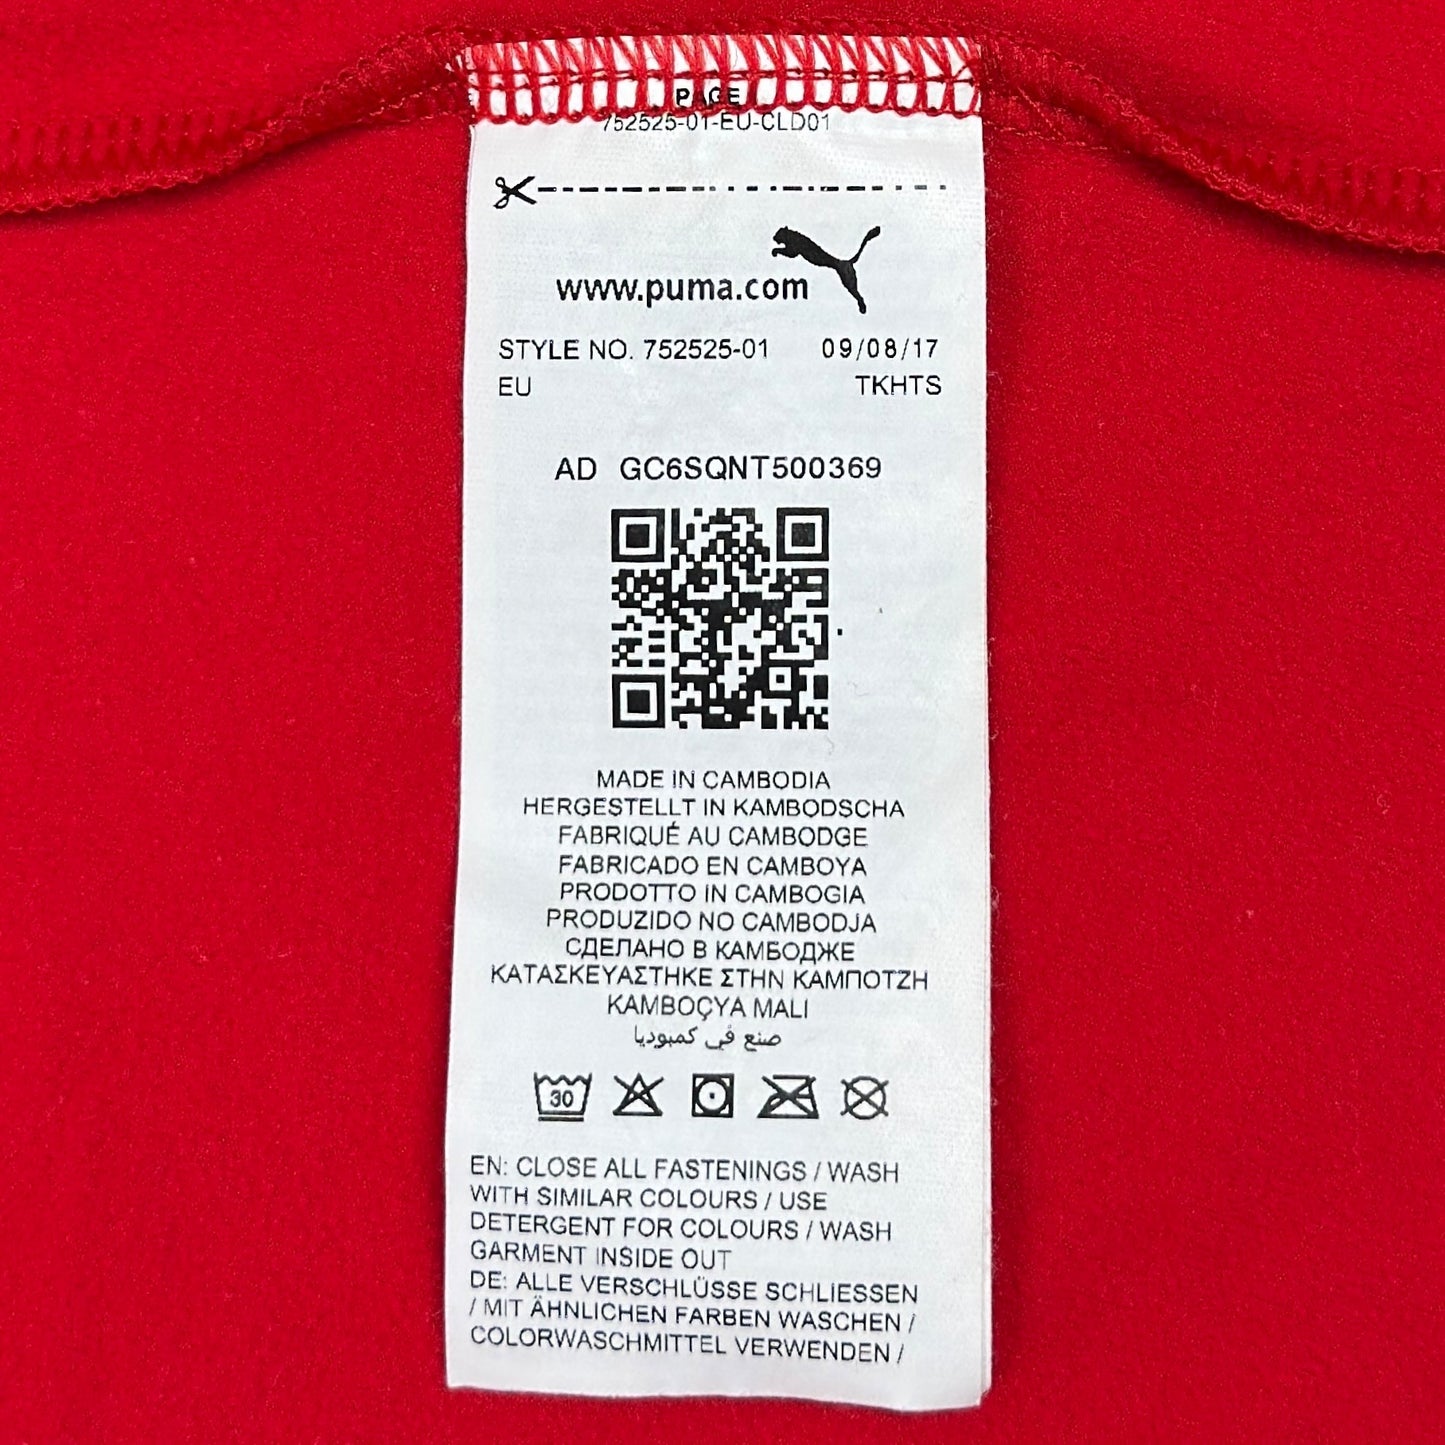 PAGE
752525-01-EU-CLD01
www.puma.com
STYLE NO. 752525-01 09/08/17
EU TKHTS
AD GC6SQNT500369
MADE IN CAMBODIA
HERGESTELLT IN KAMBODSCHA
FABRIQUÉ AU CAMBODGE
FABRICADO EN CAMBOYA
PRODOTTO IN CAMBOGIA
PRODUZIDO NO CAMBODJA
СДЕЛАНО В КАМБОДЖЕ
ΚΑΤΑΣΚΕΥΑΣΤΗΚΕ ΣΤΗΝ ΚΑΜΠΟΤΖΗ
KAMBOÇYA MALI
صنع في كمبوديا
30
EN: CLOSE ALL FASTENINGS / WASH
WITH SIMILAR COLOURS / USE
DETERGENT FOR COLOURS / WASH
GARMENT INSIDE OUT
DE: ALLE VERSCHLÜSSE SCHLIESSEN
/ MIT ÄHNLICHEN FARBEN WASCHEN /
COLORWASCHMITTEL VERWENDEN /